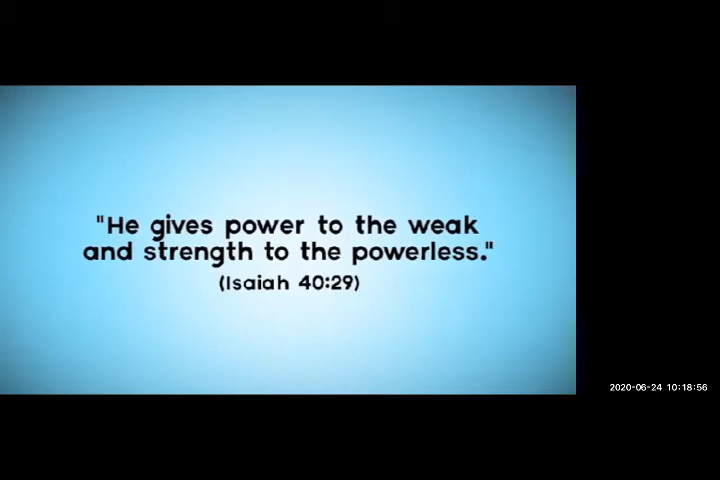 "He gives power to the weak
and strength to the powerless."
(Isaiah 40:29)
2020-06-24 10:18:56